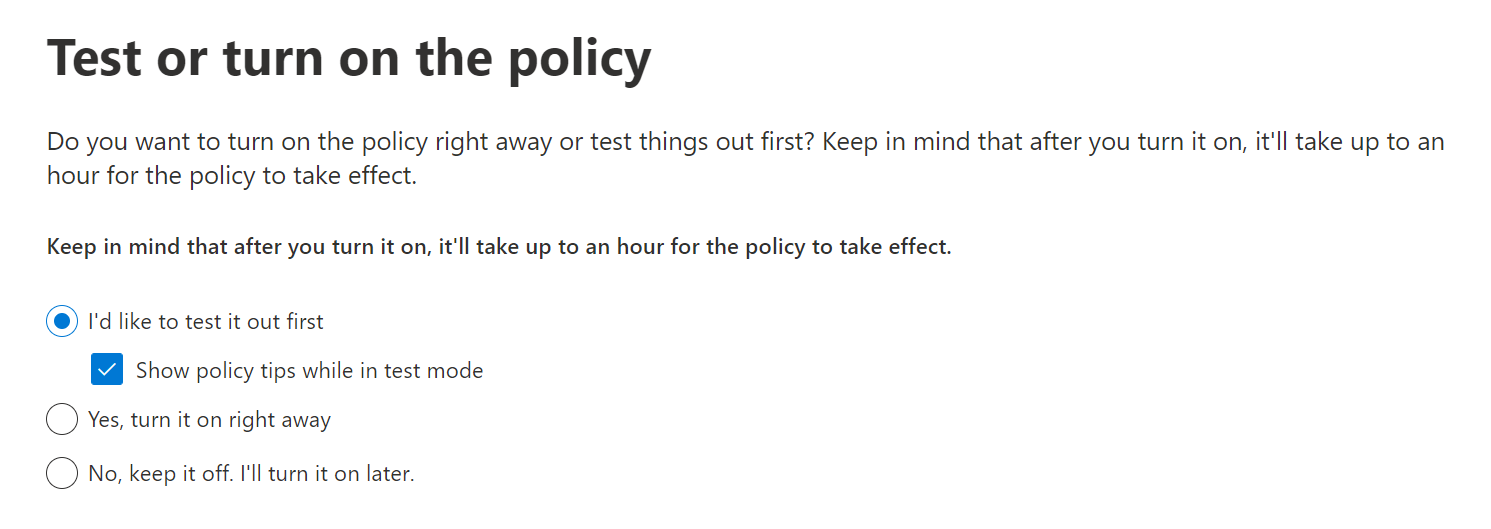 Test or turn on the policy
Do you want to turn on the policy right away or test things out first? Keep in mind that after you turn it on, it'll take up to an
hour for the policy to take effect.
Keep in mind that after you turn it on, it'll take up to an hour for the policy to take effect.
I'd like to test it out first
Show policy tips while in test mode
Yes, turn it on right away
No, keep it off. I'll turn it on later.